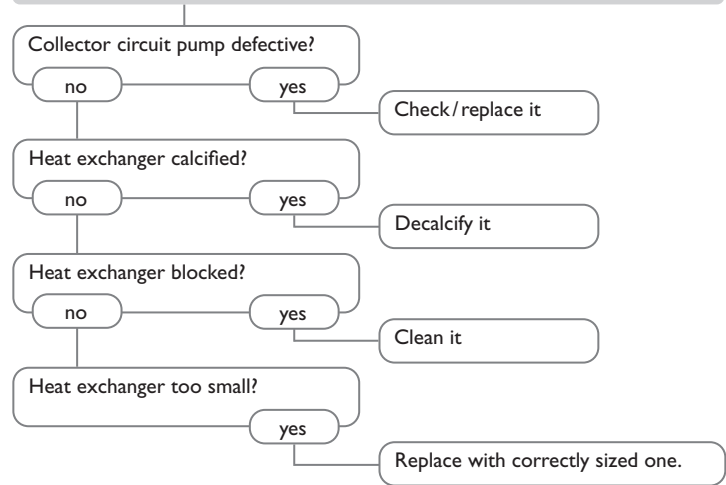 Collector circuit pump defective?
no
yes
Check / replace it
Heat exchanger calcified?
no
yes
Decalcify it
Heat exchanger blocked?
no
yes
Clean it
Heat exchanger too small?
yes
Replace with correctly sized one.